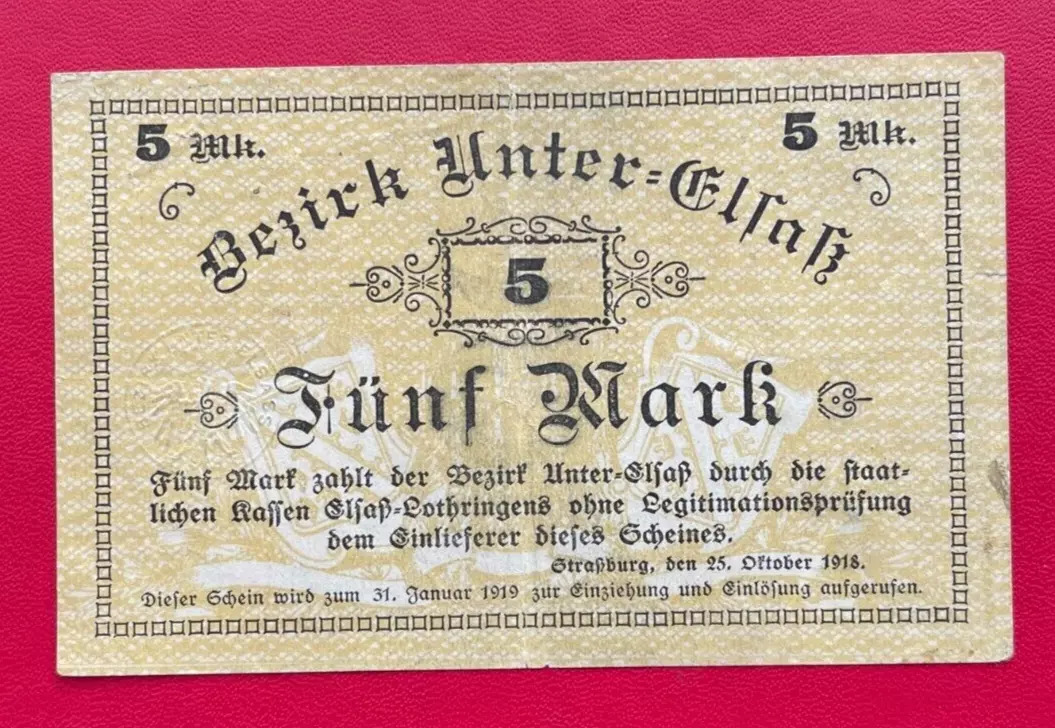 5 Mk.
5 Mk.
Bezirk Unter-Elsaß
5
Fünf Mark
Fünf Mark zahlt der Bezirk Unter-Elsaß durch die staat-
lichen Kassen Elsaß-Lothringens ohne Legitimationsprüfung
dem Einlieferer dieses Scheines.
Straßburg, den 25. Oktober 1918.
Dieser Schein wird zum 31. Januar 1919 zur Einziehung und Einlösung aufgerufen.